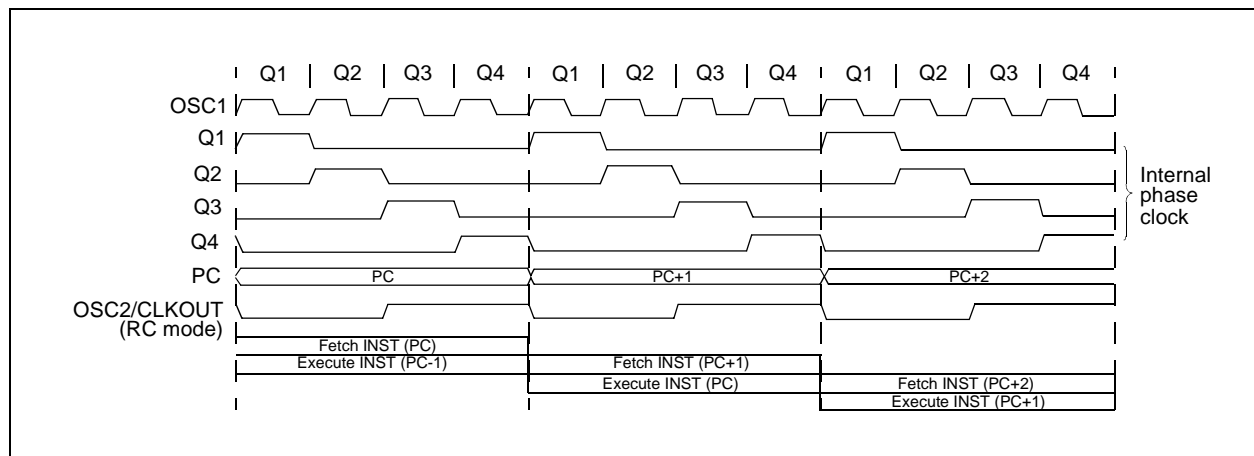 Q1 Q2 Q3 Q4 Q1 Q2 Q3 Q4 Q1 Q2 Q3 Q4
OSC1
Q1
Q2
Q3
Q4
PC
PC PC+1 PC+2
OSC2/CLKOUT
(RC mode)
Internal
phase
clock
Fetch INST (PC)
Execute INST (PC-1) Fetch INST (PC+1)
Execute INST (PC) Fetch INST (PC+2)
Execute INST (PC+1)